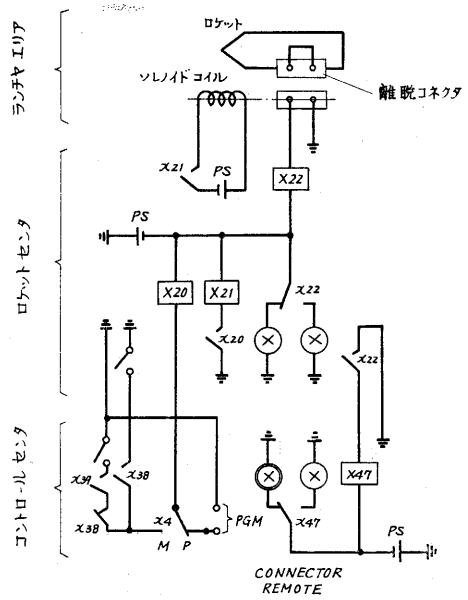 ロケット
ランチャ エリア
ソレノイド コイル
離脱コネクタ
x21
PS
X22
PS
ロケット センタ
X20
X21
x22
x20
x22
コントロール センタ
x39
x38
x38
x4
M
P
PGM
x47
X47
PS
CONNECTOR
REMOTE